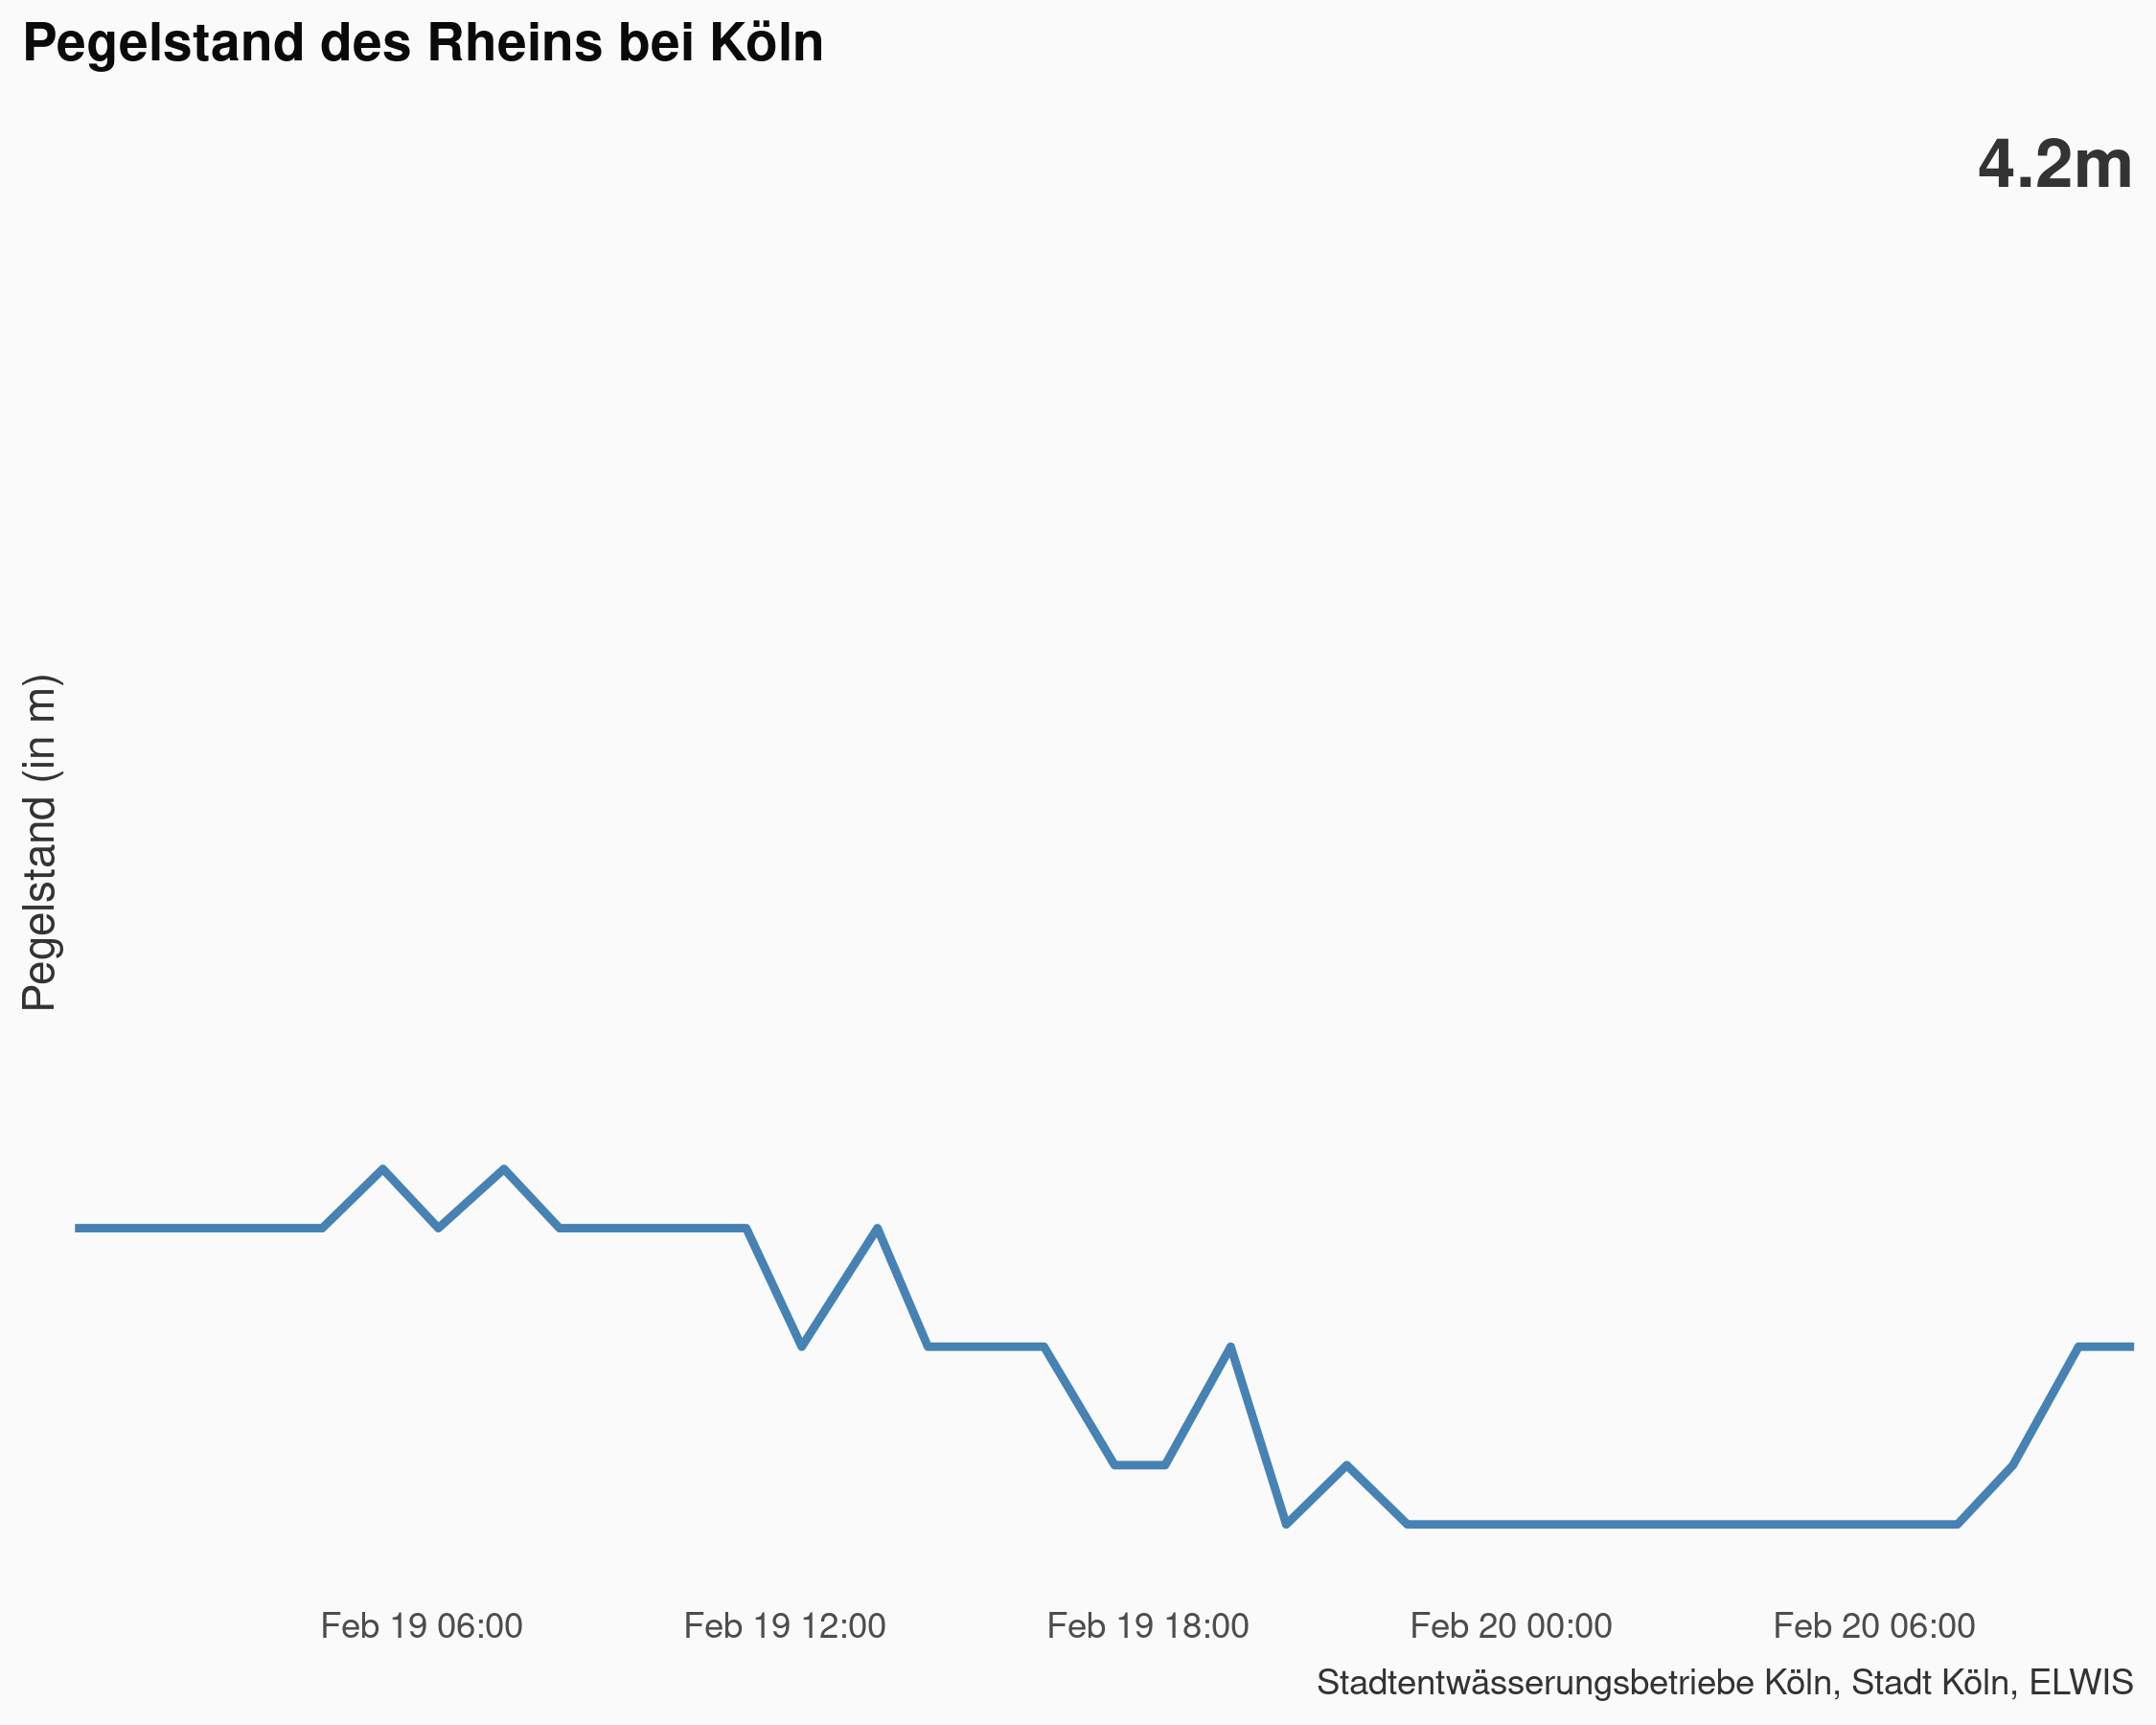 Pegelstand des Rheins bei Köln
4.2m
Pegelstand (in m)
Feb 19 06:00
Feb 19 12:00
Feb 19 18:00
Feb 20 00:00
Feb 20 06:00
Stadtentwässerungsbetriebe Köln, Stadt Köln, ELWIS